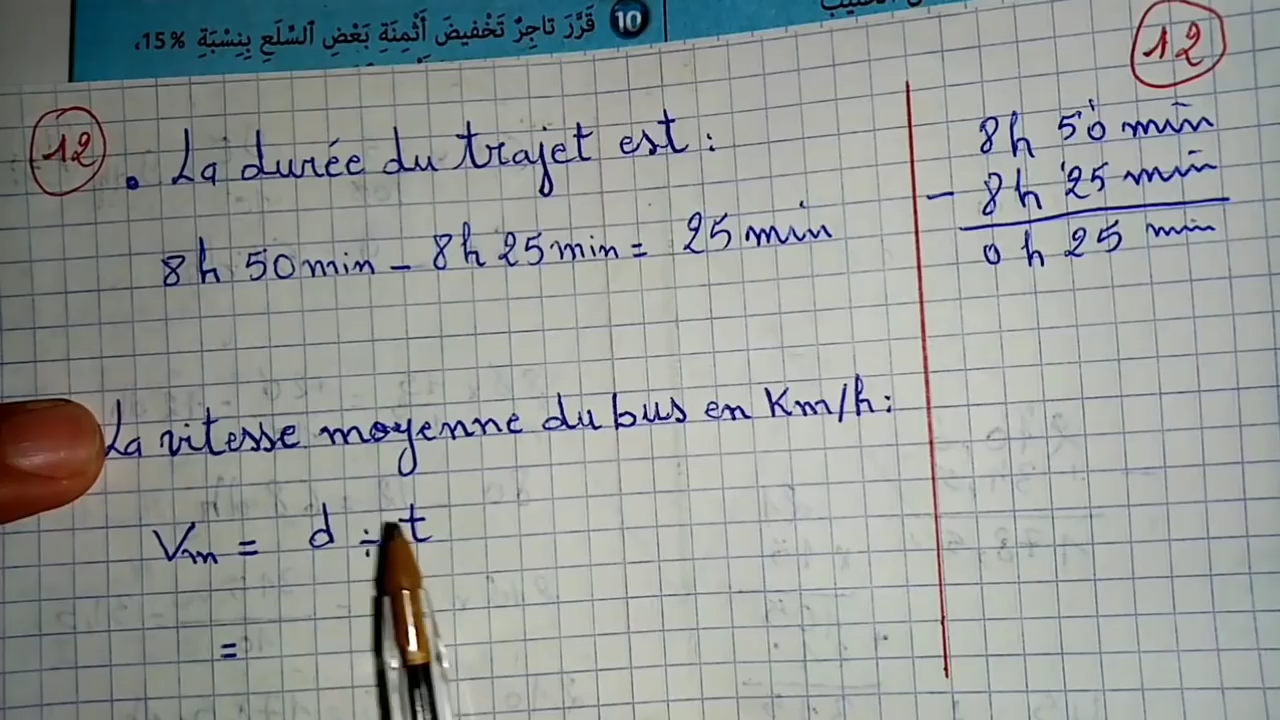 10 قَرَّرَ تاجِرٌ تَخْفيضَ أَثْمِنَةِ بَعْضِ ٱلسِّلَعِ بِنِسْبَةِ 15%،
12
12 . La durée du trajet est :
8h 50min - 8h 25min = 25 min
8h 50 min
- 8h 25 min
0h 25 min
La vitesse moyenne du bus en Km/h:
Vm = d ÷ t
=